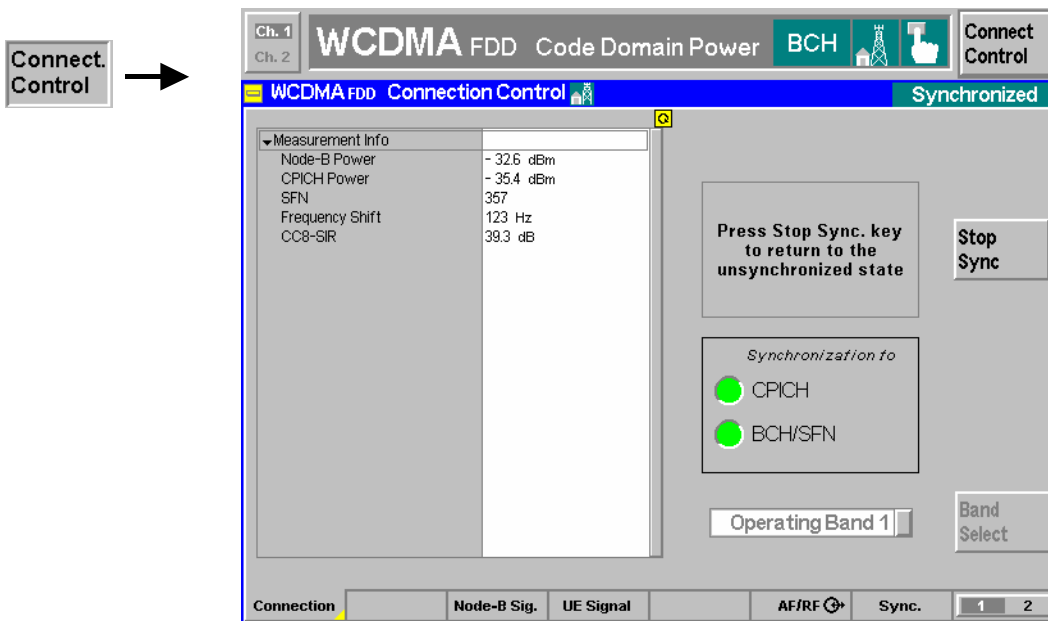 Connect.
Control
Ch. 1
Ch. 2
WCDMA FDD Code Domain Power
BCH
Connect
Control
WCDMA FDD Connection Control
Synchronized
Measurement Info
Node-B Power - 32.6 dBm
CPICH Power - 35.4 dBm
SFN 357
Frequency Shift 123 Hz
CC8-SIR 39.3 dB
Press Stop Sync. key
to return to the
unsynchronized state
Stop
Sync
Synchronization to
CPICH
BCH/SFN
Operating Band 1
Band
Select
Connection Node-B Sig. UE Signal AF/RF Sync. 1 2